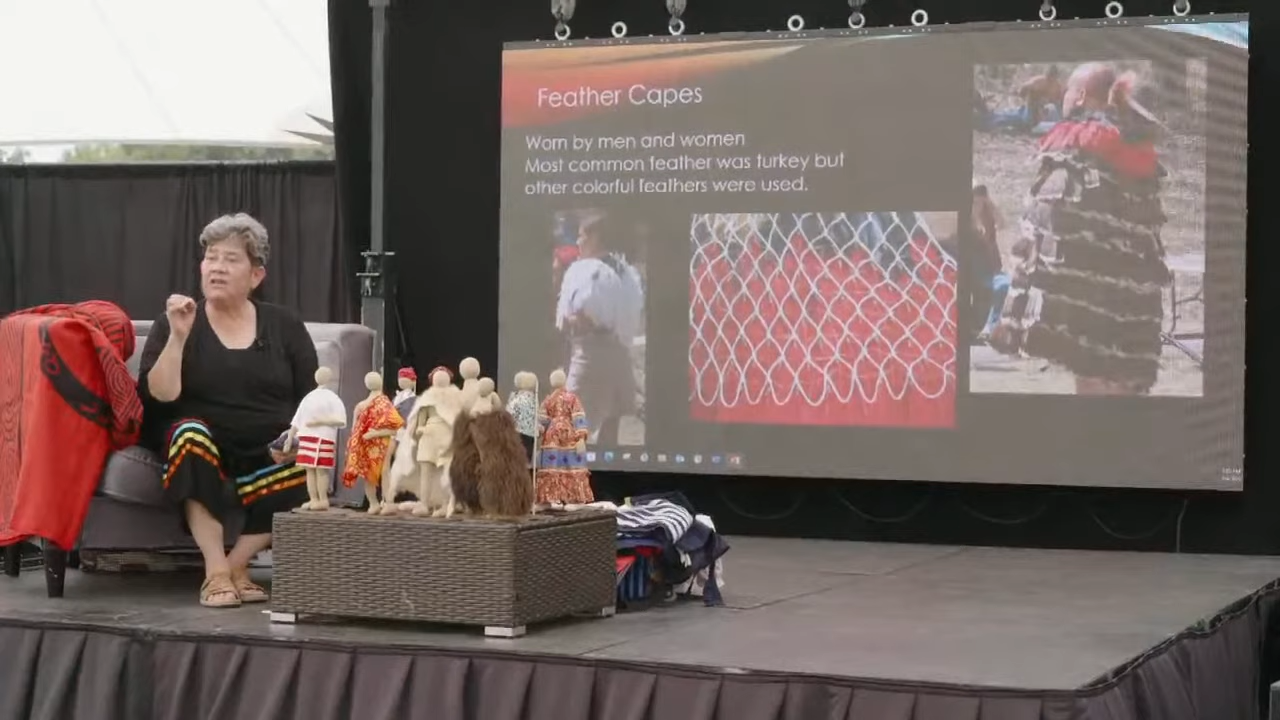 Feather Capes
Worn by men and women
Most common feather was turkey but
other colorful feathers were used.